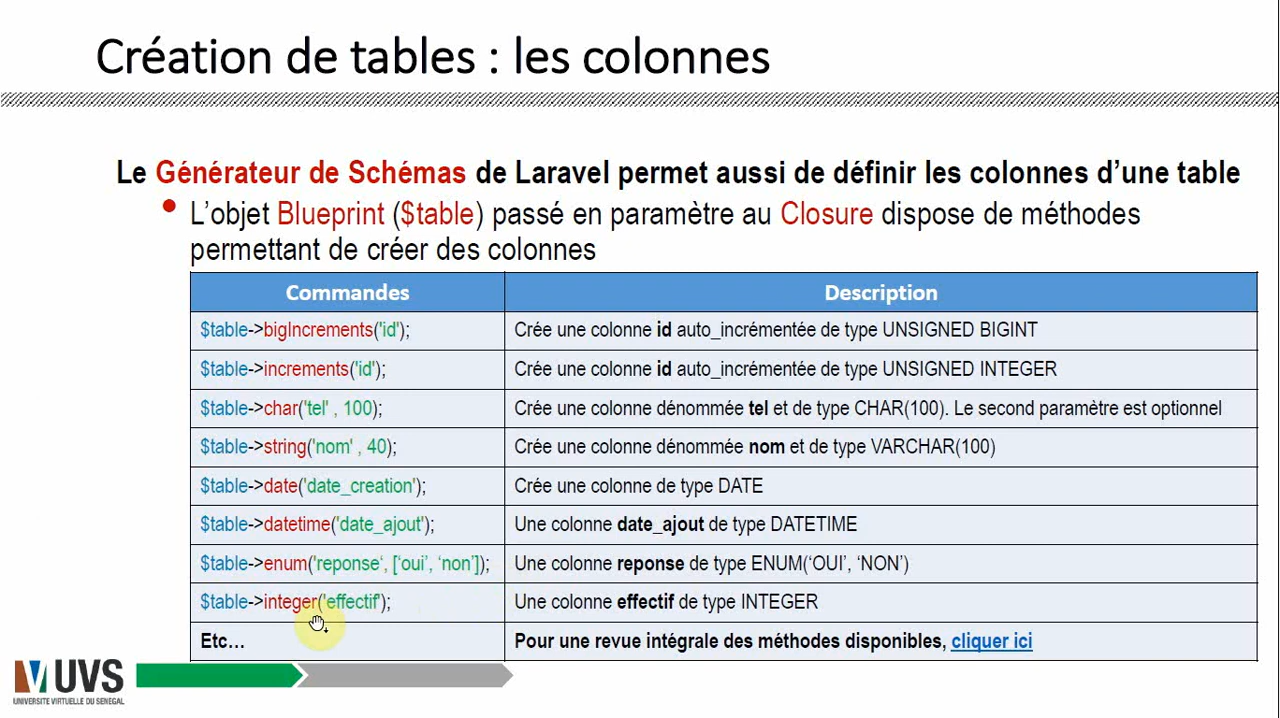 Création de tables : les colonnes
Le Générateur de Schémas de Laravel permet aussi de définir les colonnes d’une table
L’objet Blueprint ($table) passé en paramètre au Closure dispose de méthodes
permettant de créer des colonnes
Commandes Description
$table->bigIncrements('id'); Crée une colonne id auto_incrémentée de type UNSIGNED BIGINT
$table->increments('id'); Crée une colonne id auto_incrémentée de type UNSIGNED INTEGER
$table->char('tel' , 100); Crée une colonne dénommée tel et de type CHAR(100). Le second paramètre est optionnel
$table->string('nom' , 40); Crée une colonne dénommée nom et de type VARCHAR(100)
$table->date('date_creation'); Crée une colonne de type DATE
$table->datetime('date_ajout'); Une colonne date_ajout de type DATETIME
$table->enum('reponse‘, [‘oui’, ‘non’]); Une colonne reponse de type ENUM(‘OUI’, ‘NON’)
$table->integer('effectif'); Une colonne effectif de type INTEGER
Etc… Pour une revue intégrale des méthodes disponibles, cliquer ici
UVS
UNIVERSITE VIRTUELLE DU SENEGAL